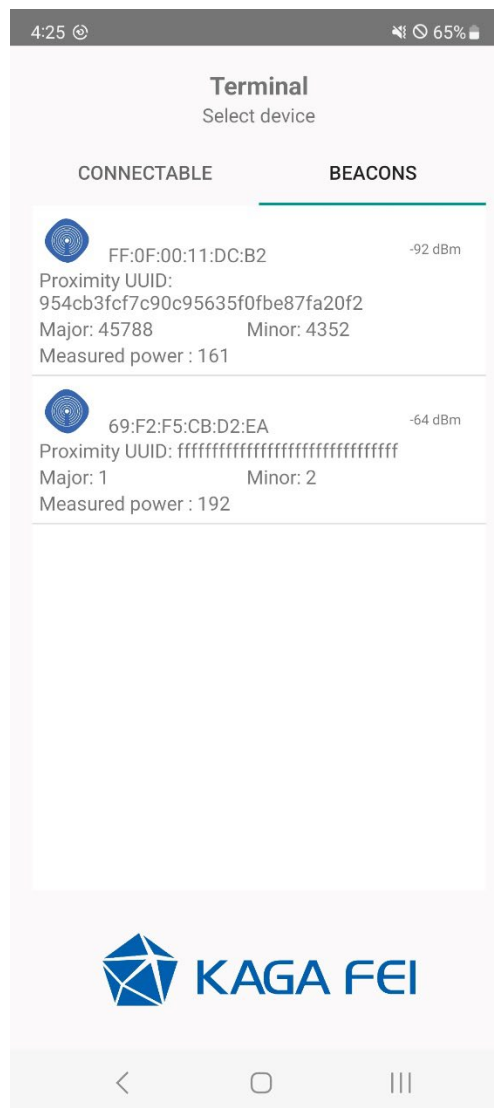 4:25
65%
Terminal
Select device
CONNECTABLE BEACONS
FF:0F:00:11:DC:B2 -92 dBm
Proximity UUID:
954cb3fcf7c90c95635f0fbe87fa20f2
Major: 45788 Minor: 4352
Measured power : 161
69:F2:F5:CB:D2:EA -64 dBm
Proximity UUID: ffffffffffffffffffffffffffffffff
Major: 1 Minor: 2
Measured power : 192
KAGA FEI